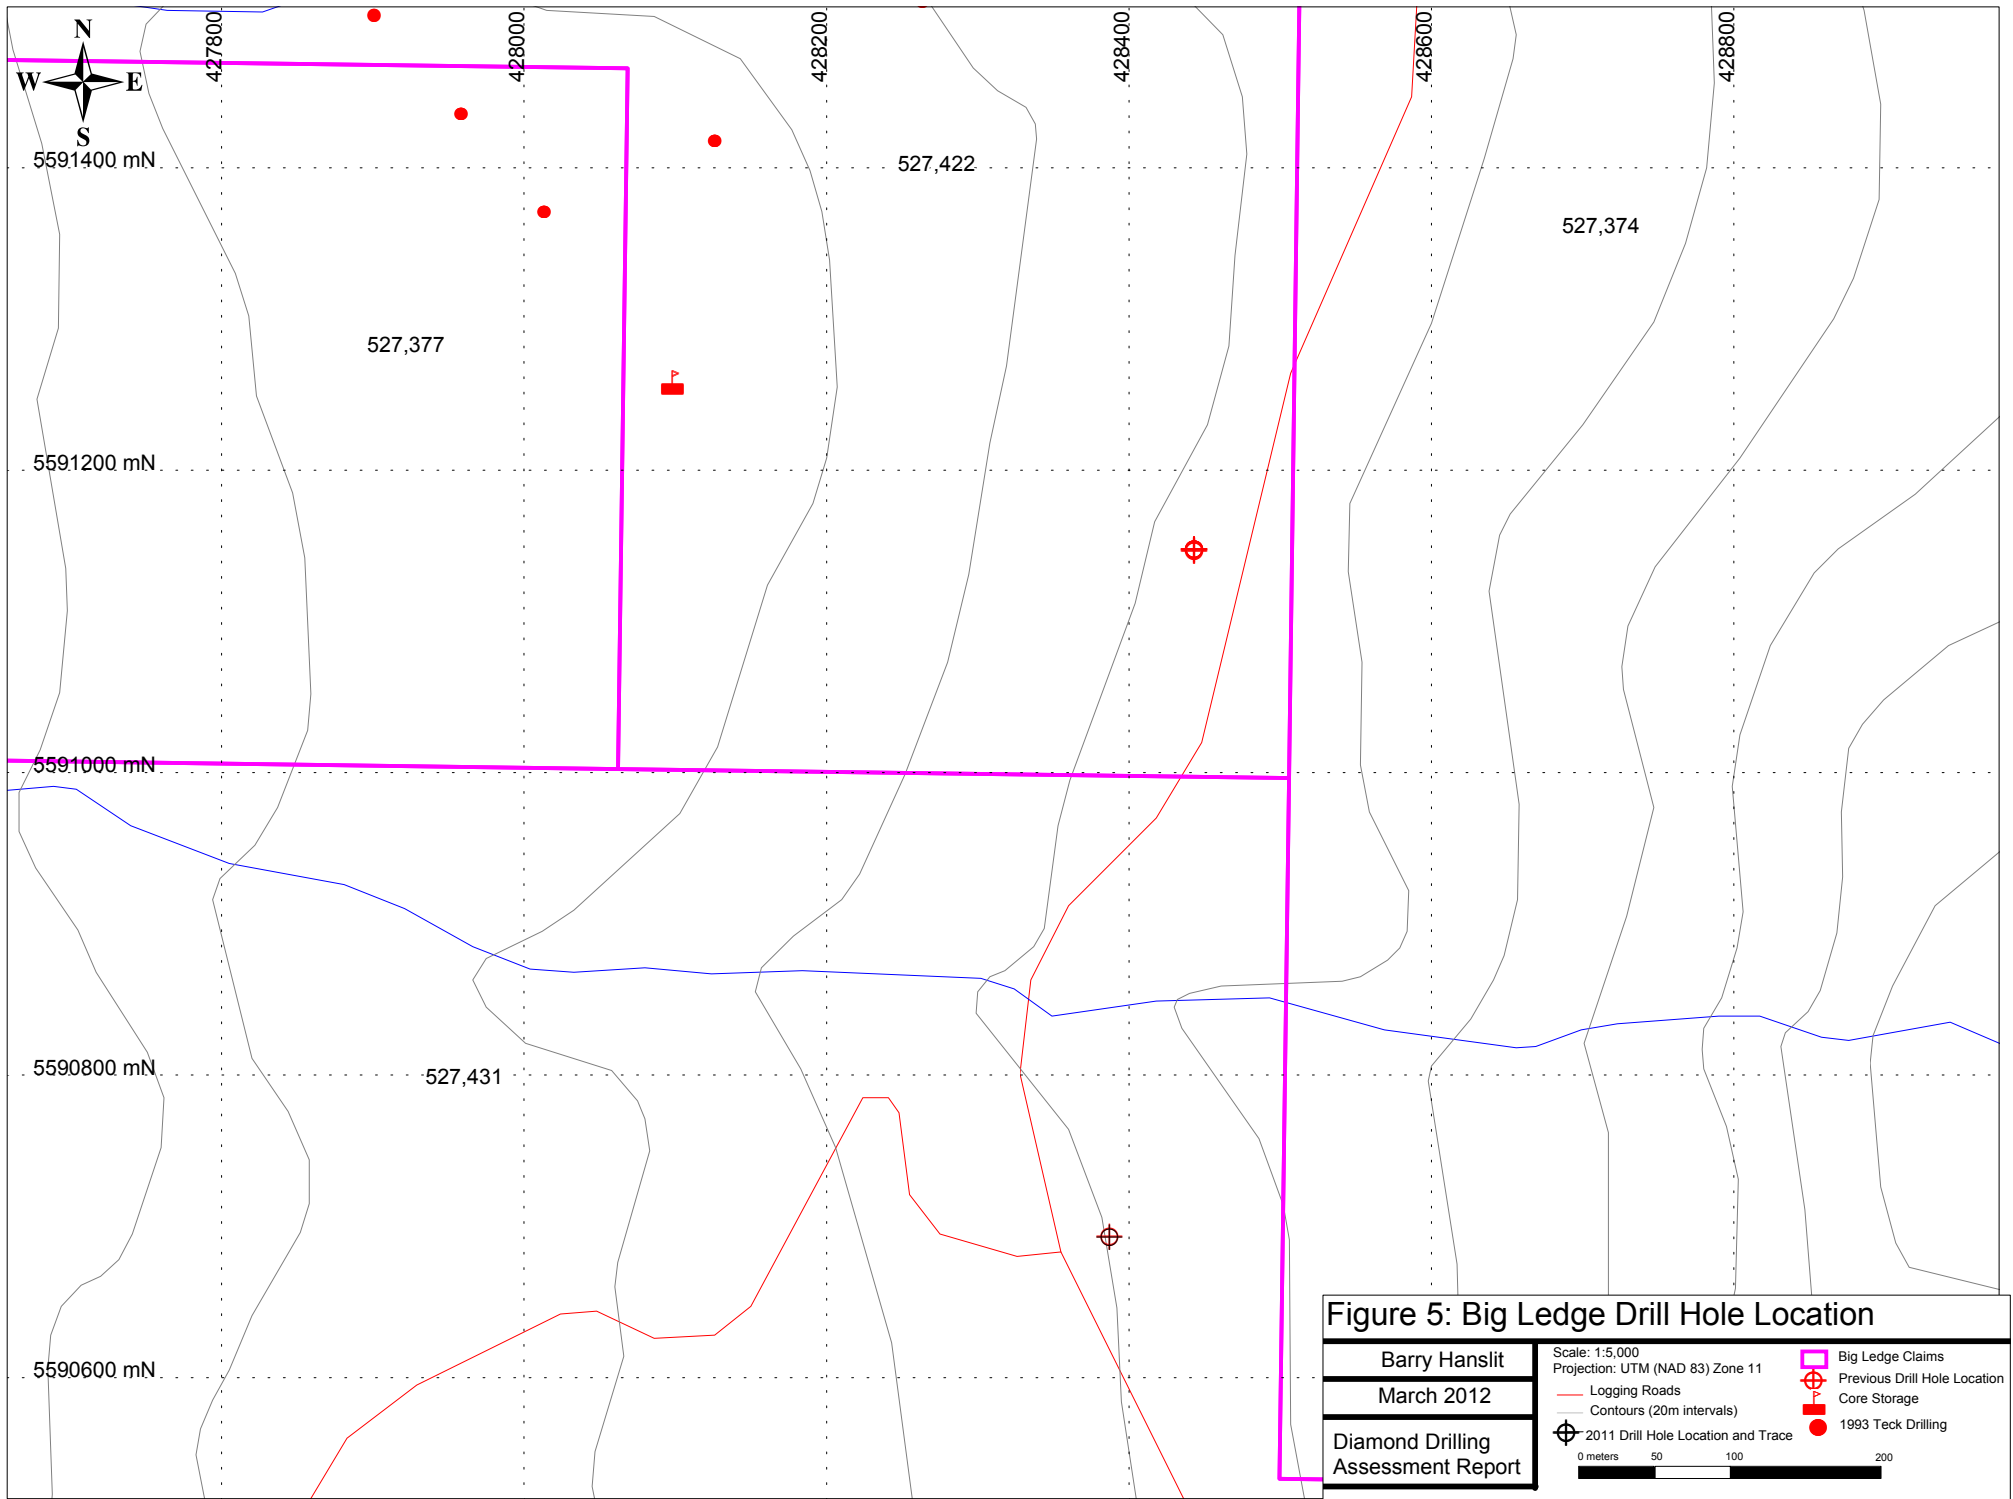 427800
428000
428200
428400
428600
428800
N
W E
S
5591400 mN
527,422
527,374
527,377
5591200 mN
5591000 mN
5590800 mN
527,431
5590600 mN
Figure 5: Big Ledge Drill Hole Location
Barry Hanslit
March 2012
Diamond Drilling
Assessment Report
Scale: 1:5,000
Projection: UTM (NAD 83) Zone 11
Logging Roads
Contours (20m intervals)
2011 Drill Hole Location and Trace
Big Ledge Claims
Previous Drill Hole Location
Core Storage
1993 Teck Drilling
0 meters 50 100 200